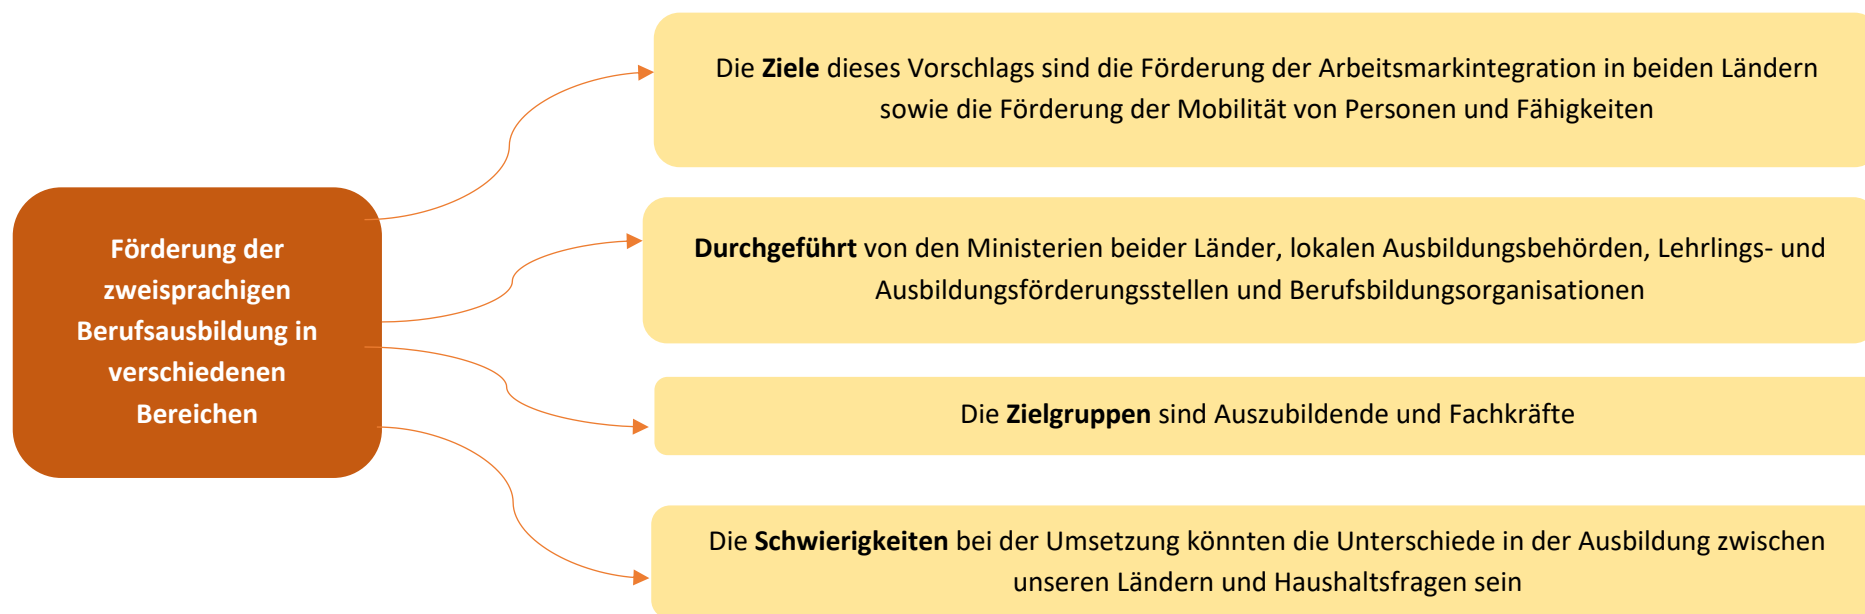 Förderung der
zweisprachigen
Berufsausbildung in
verschiedenen
Bereichen
Die Ziele dieses Vorschlags sind die Förderung der Arbeitsmarkintegration in beiden Ländern
sowie die Förderung der Mobilität von Personen und Fähigkeiten
Durchgeführt von den Ministerien beider Länder, lokalen Ausbildungsbehörden, Lehrlings- und
Ausbildungsförderungsstellen und Berufsbildungsorganisationen
Die Zielgruppen sind Auszubildende und Fachkräfte
Die Schwierigkeiten bei der Umsetzung könnten die Unterschiede in der Ausbildung zwischen
unseren Ländern und Haushaltsfragen sein